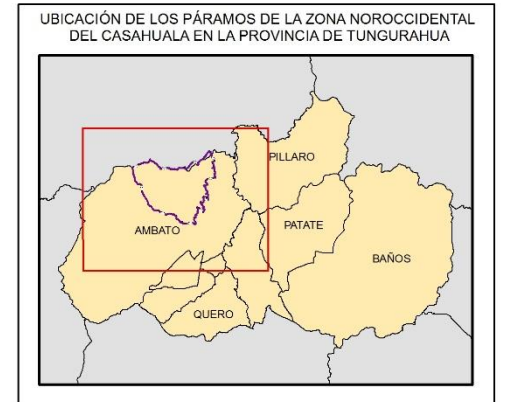 UBICACIÓN DE LOS PÁRAMOS DE LA ZONA NOROCCIDENTAL
DEL CASAHUALA EN LA PROVINCIA DE TUNGURAHUA
PILLARO
PATATE
AMBATO
BAÑOS
QUERO